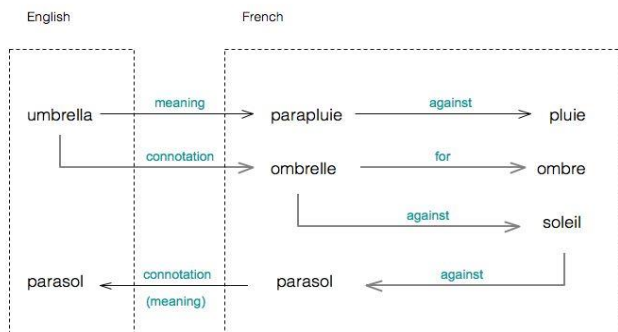 English French
umbrella meaning parapluie against pluie
connotation ombrelle for ombre
against soleil
parasol connotation parasol against
(meaning)